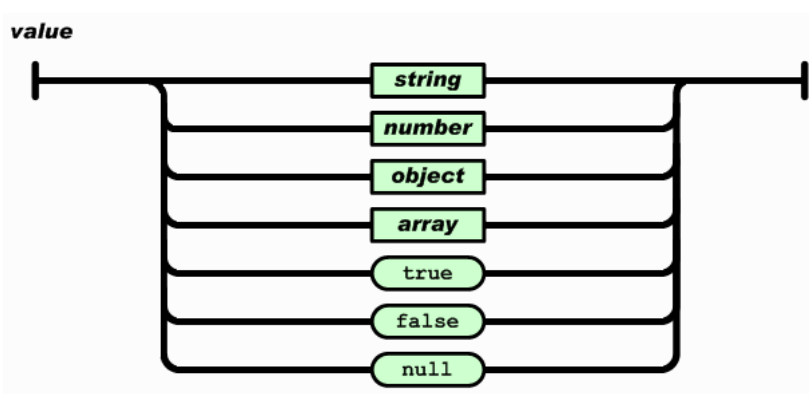 value
string
number
object
array
true
false
null